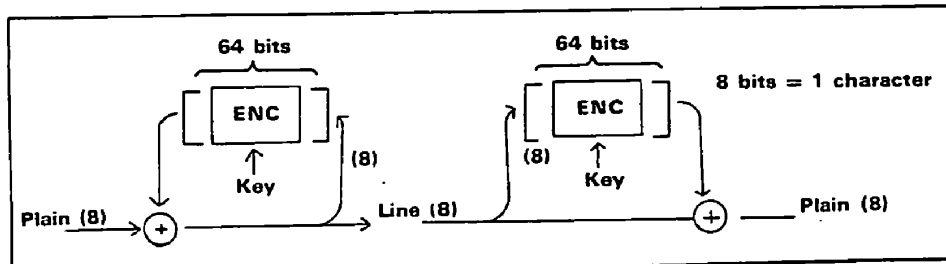 64 bits
64 bits
8 bits = 1 character
ENC
ENC
(8)
(8)
Key
Key
Plain (8)
+
Line (8)
+
Plain (8)